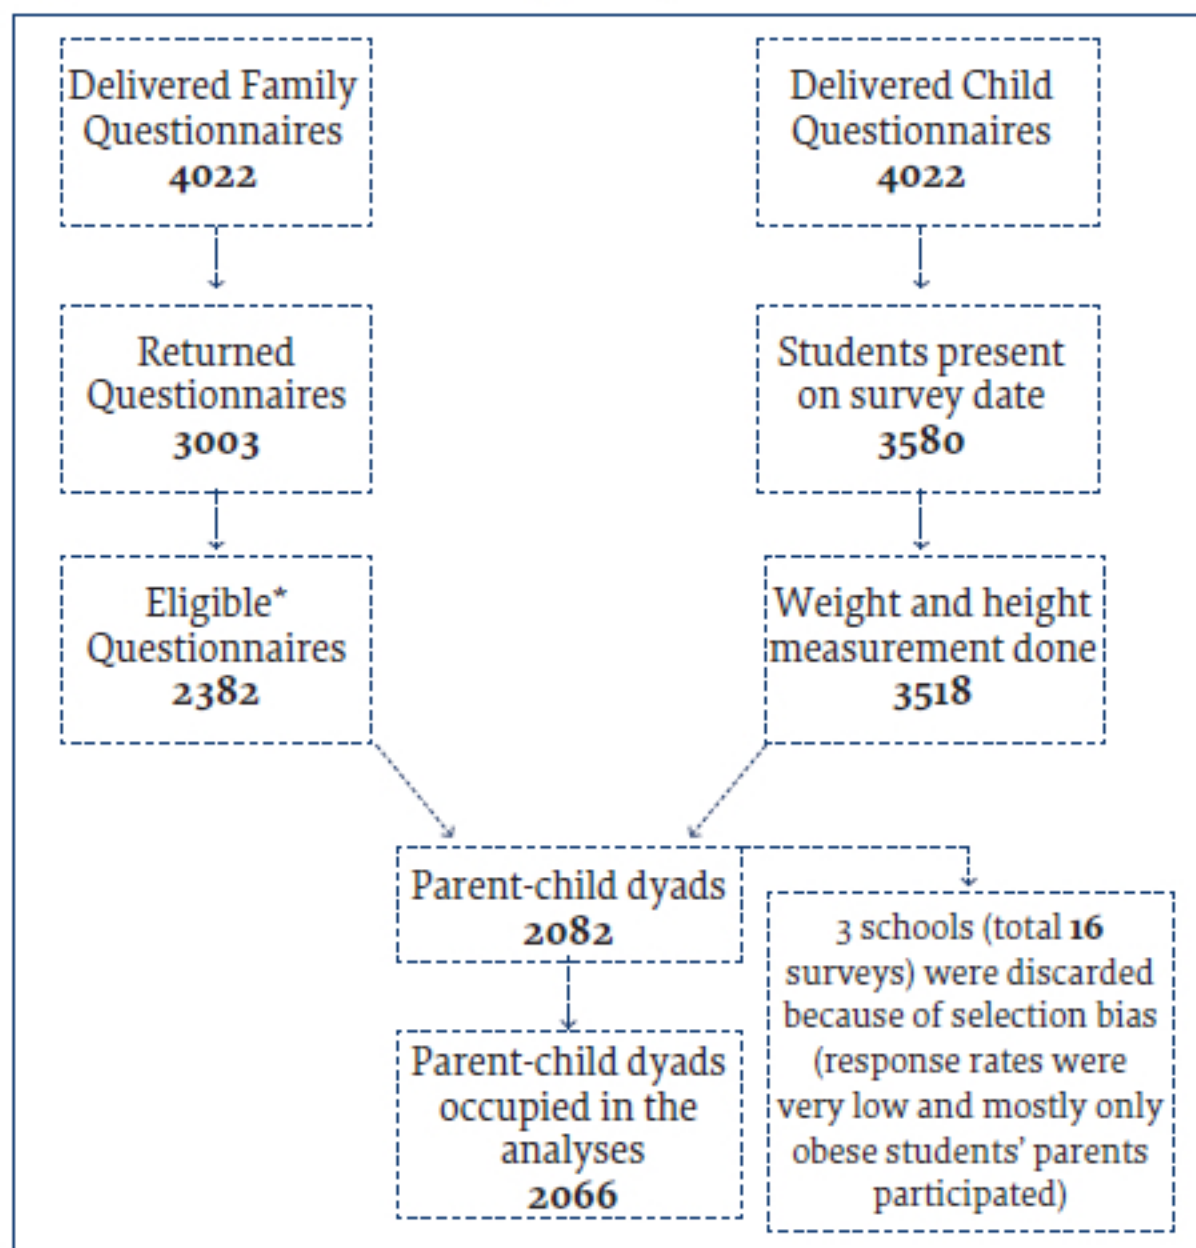 Delivered Family
Questionnaires
4022
Delivered Child
Questionnaires
4022
Returned
Questionnaires
3003
Students present
on survey date
3580
Eligible*
Questionnaires
2382
Weight and height
measurement done
3518
Parent-child dyads
2082
3 schools (total 16
surveys) were discarded
because of selection bias
(response rates were
very low and mostly only
obese students’ parents
participated)
Parent-child dyads
occupied in the
analyses
2066